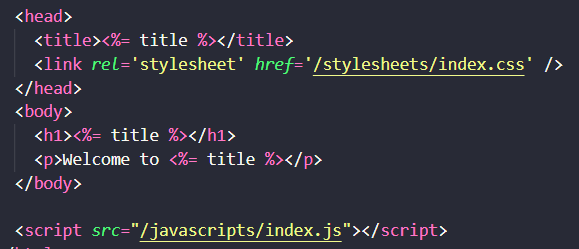 <head>
<title><%= title %></title>
<link rel='stylesheet' href='/stylesheets/index.css' />
</head>
<body>
<h1><%= title %></h1>
<p>Welcome to <%= title %></p>
</body>
<script src="/javascripts/index.js"></script>